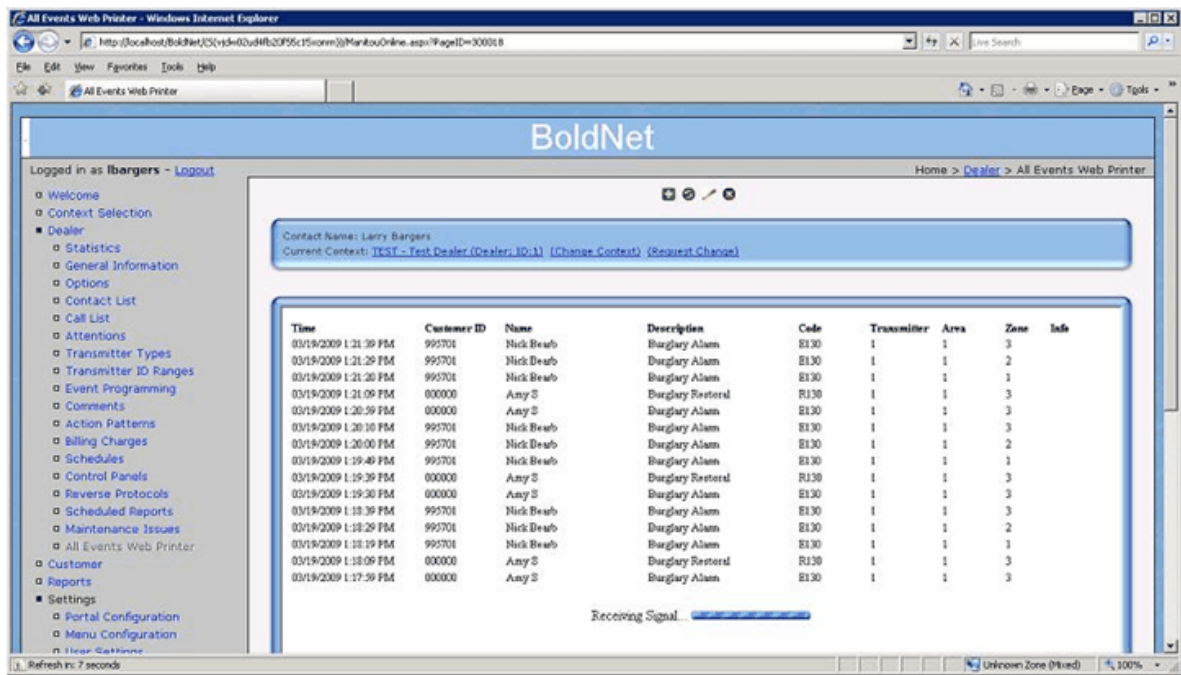 All Events Web Printer - Windows Internet Explorer
Live Search
File Edit View Favorites Tools Help
All Events Web Printer
Page Tools
BoldNet
Logged in as lbargers - Logout
Home > Dealer > All Events Web Printer
Welcome
Context Selection
Dealer
Statistics
General Information
Options
Contact List
Call List
Attentions
Transmitter Types
Transmitter ID Ranges
Event Programming
Comments
Action Patterns
Billing Charges
Schedules
Control Panels
Reverse Protocols
Scheduled Reports
Maintenance Issues
All Events Web Printer
Customer
Reports
Settings
Portal Configuration
Menu Configuration
User Settings
Contact Name: Larry Bargers
Current Context: TEST - Test Dealer (Dealer: ID:1) (Change Context) (Request Change)
Time Customer ID Name Description Code Transmitter Area Zone Info
03/19/2009 1:21:39 PM 995701 Nick Bearb Burglary Alarm E130 1 1 3
03/19/2009 1:21:29 PM 995701 Nick Bearb Burglary Alarm E130 1 1 2
03/19/2009 1:21:20 PM 995701 Nick Bearb Burglary Alarm E130 1 1 1
03/19/2009 1:21:09 PM 000000 Amy S Burglary Restoral R130 1 1 3
03/19/2009 1:20:59 PM 000000 Amy S Burglary Alarm E130 1 1 3
03/19/2009 1:20:10 PM 995701 Nick Bearb Burglary Alarm E130 1 1 3
03/19/2009 1:20:00 PM 995701 Nick Bearb Burglary Alarm E130 1 1 2
03/19/2009 1:19:49 PM 995701 Nick Bearb Burglary Alarm E130 1 1 1
03/19/2009 1:19:39 PM 000000 Amy S Burglary Restoral R130 1 1 3
03/19/2009 1:19:30 PM 000000 Amy S Burglary Alarm E130 1 1 3
03/19/2009 1:18:39 PM 995701 Nick Bearb Burglary Alarm E130 1 1 3
03/19/2009 1:18:29 PM 995701 Nick Bearb Burglary Alarm E130 1 1 2
03/19/2009 1:18:19 PM 995701 Nick Bearb Burglary Alarm E130 1 1 1
03/19/2009 1:18:09 PM 000000 Amy S Burglary Restoral R130 1 1 3
03/19/2009 1:17:59 PM 000000 Amy S Burglary Alarm E130 1 1 3
Receiving Signal...
Refresh in: 7 seconds
Unknown Zone (Mixed) 100%